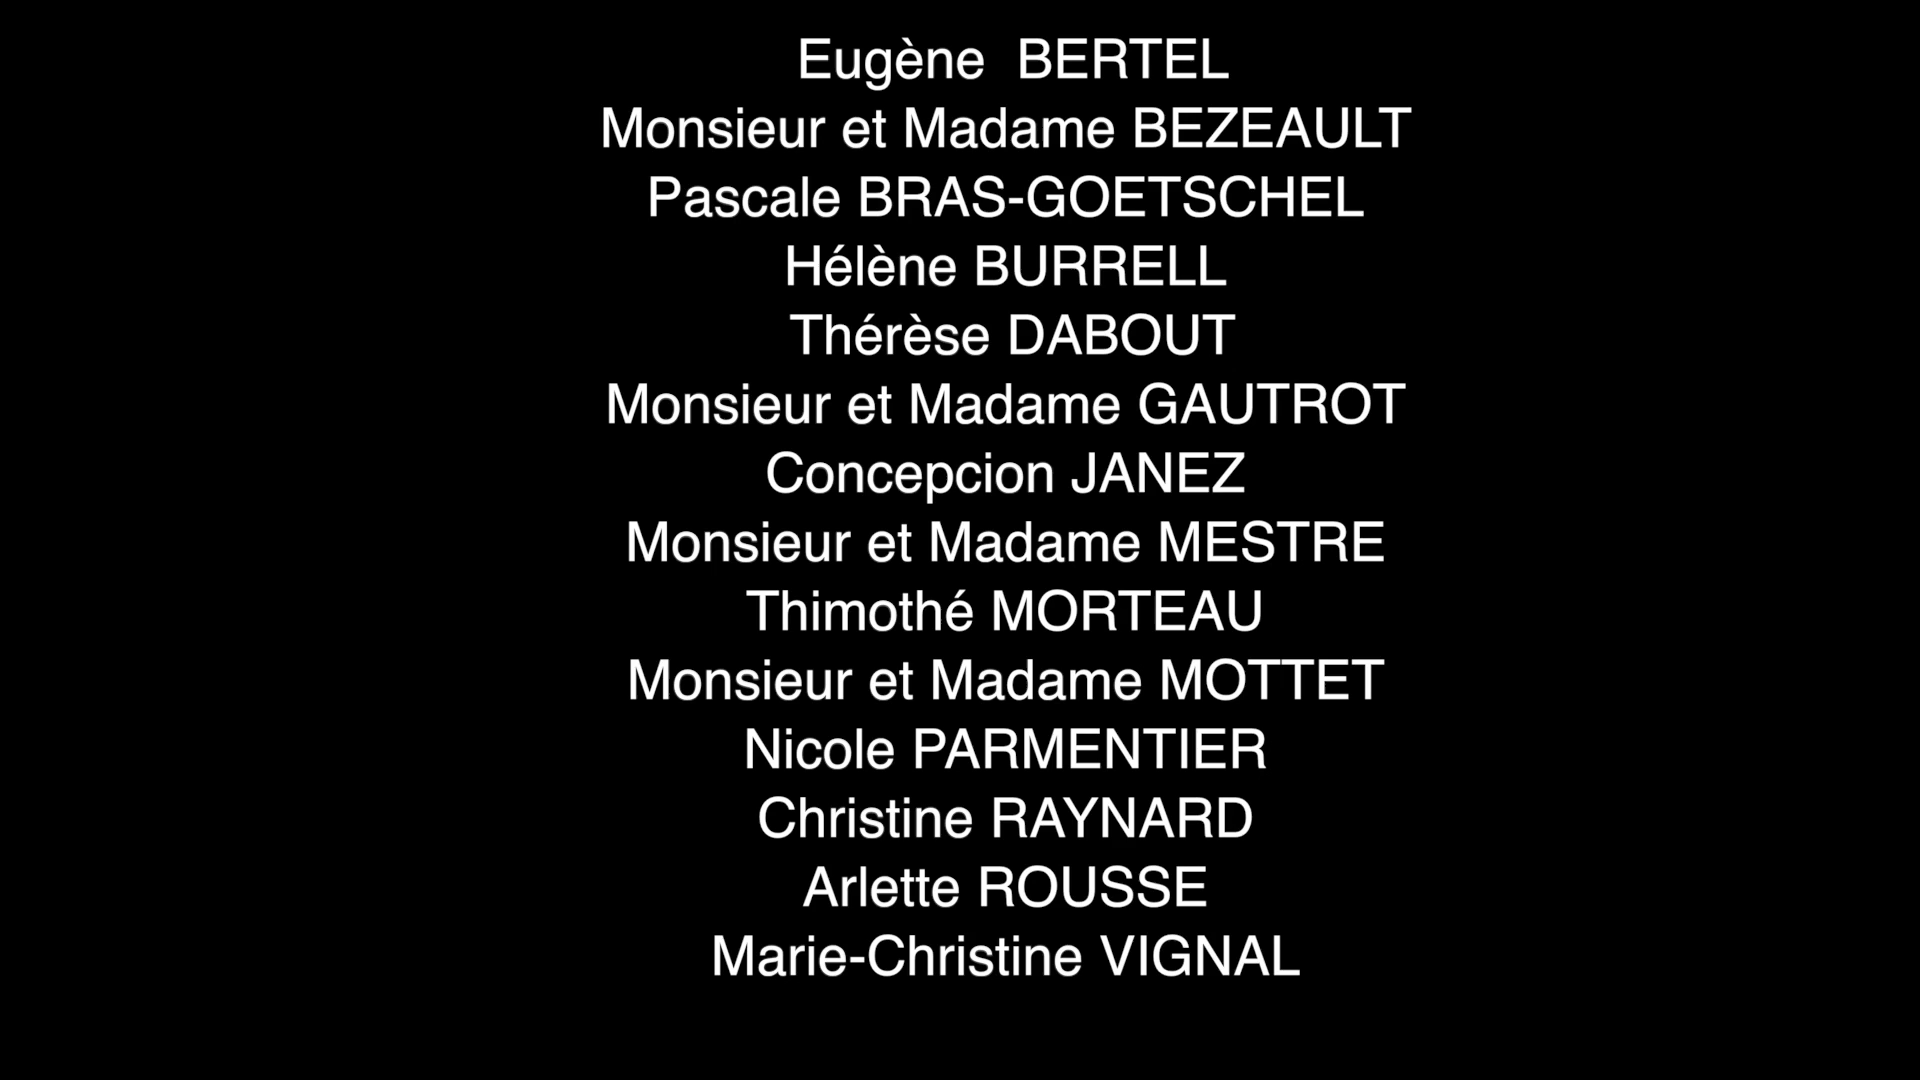 Eugène  BERTEL
Monsieur et Madame BEZEAULT
Pascale BRAS-GOETSCHEL
Hélène BURRELL
Thérèse DABOUT
Monsieur et Madame GAUTROT
Concepcion JANEZ
Monsieur et Madame MESTRE
Thimothé MORTEAU
Monsieur et Madame MOTTET
Nicole PARMENTIER
Christine RAYNARD
Arlette ROUSSE
Marie-Christine VIGNAL